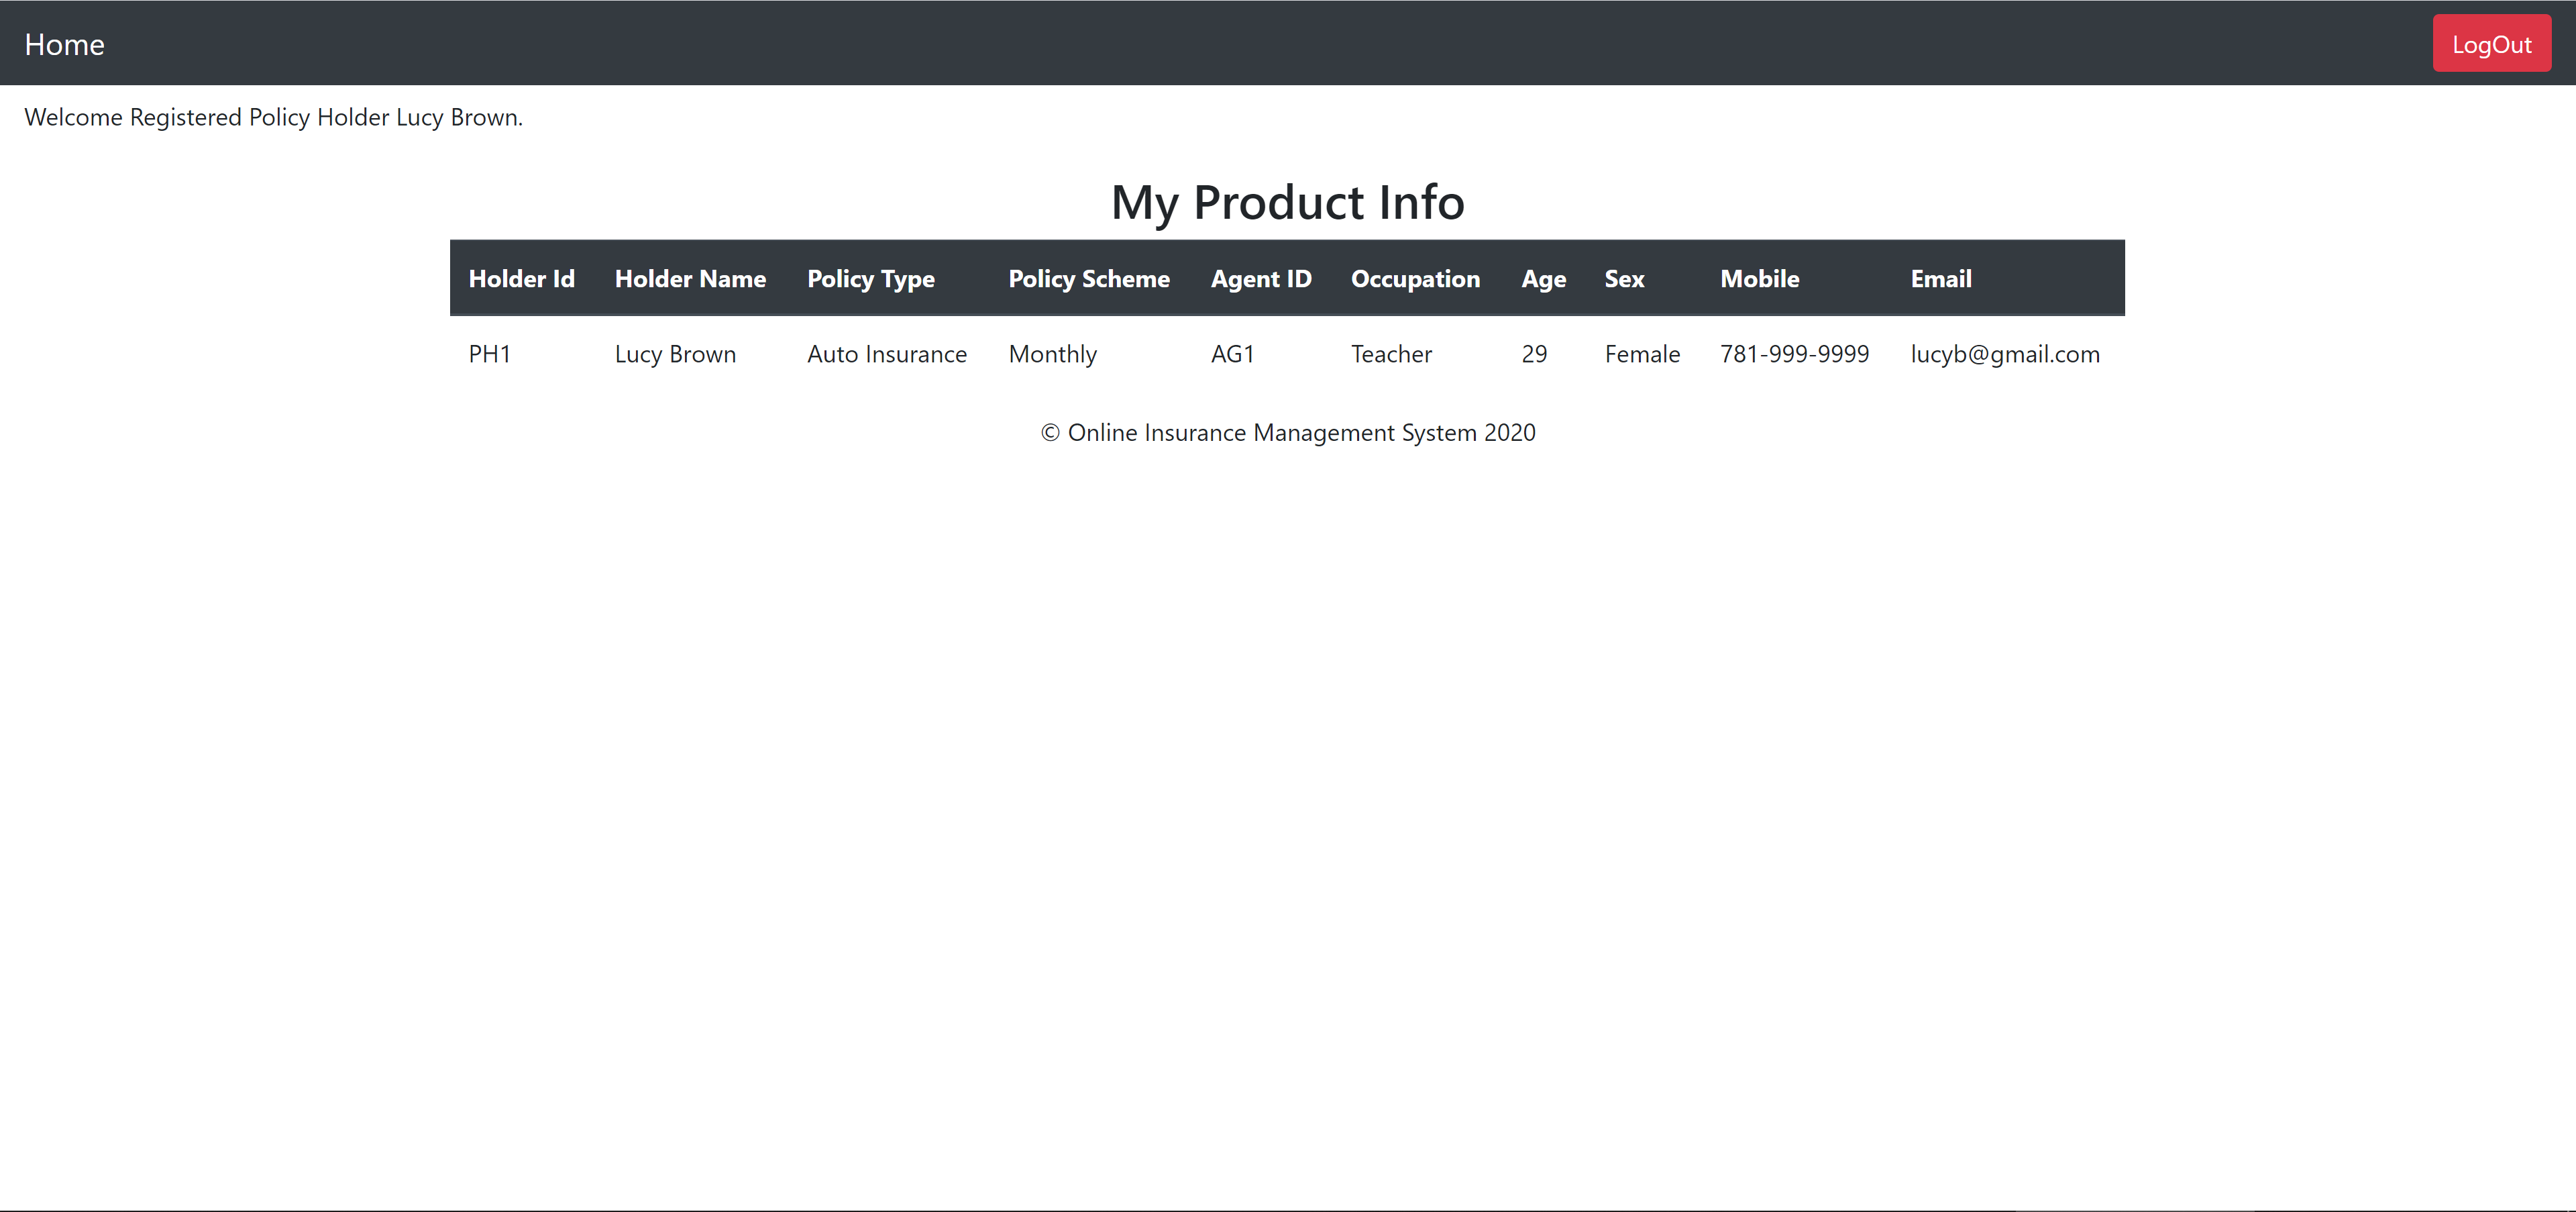 Home LogOut
Welcome Registered Policy Holder Lucy Brown.
My Product Info
Holder Id Holder Name Policy Type Policy Scheme Agent ID Occupation Age Sex Mobile Email
PH1 Lucy Brown Auto Insurance Monthly AG1 Teacher 29 Female 781-999-9999 lucyb@gmail.com
© Online Insurance Management System 2020